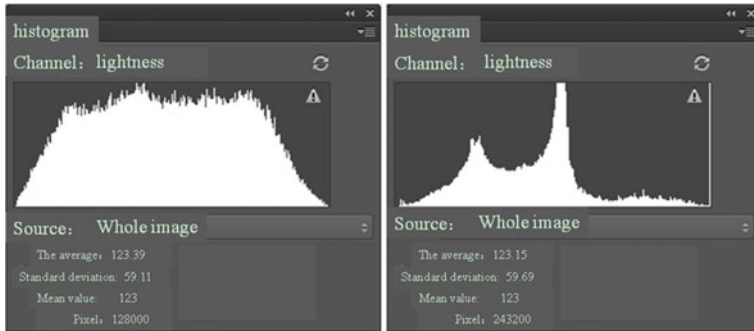 histogram
Channel: lightness
Source: Whole image
The average: 123.39
Standard deviation: 59.11
Mean value: 123
Pixel: 128000
histogram
Channel: lightness
Source: Whole image
The average: 123.15
Standard deviation: 59.69
Mean value: 123
Pixel: 243200